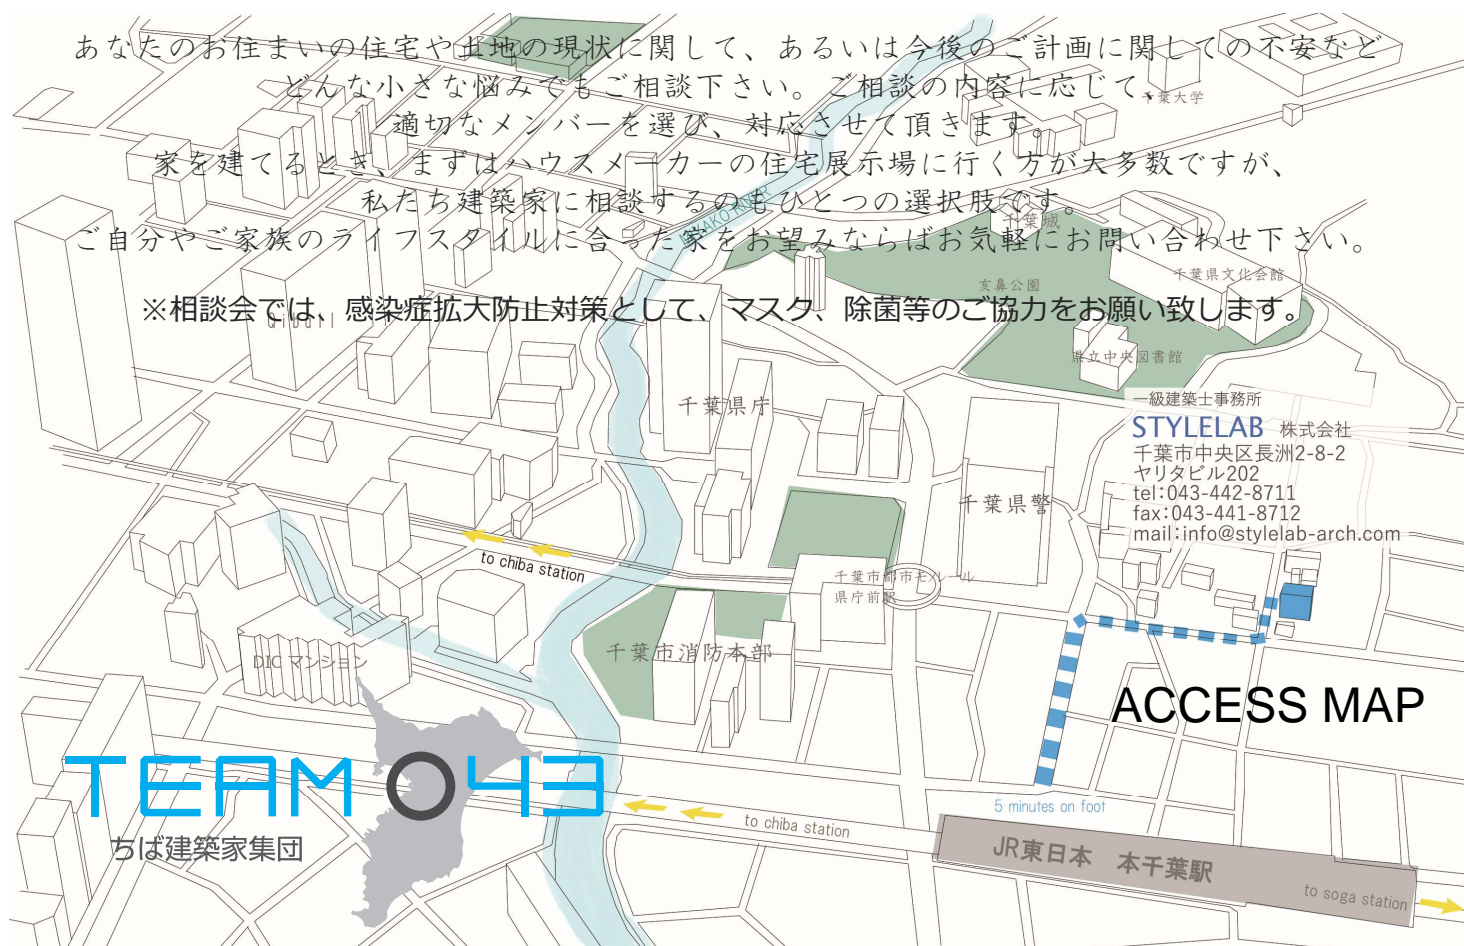 あなたのお住まいの住宅や土地の現状に関して、あるいは今後のご計画に関しての不安など
どんな小さな悩みでもご相談下さい。ご相談の内容に応じて、
適切なメンバーを選び、対応させて頂きます。
家を建てるとき、まずはハウスメーカーの住宅展示場に行く方が大多数ですが、
私たち建築家に相談するのもひとつの選択肢です。
ご自分やご家族のライフスタイルに合った家をお望みならばお気軽にお問い合わせ下さい。
※相談会では、感染症拡大防止対策として、マスク、除菌等のご協力をお願い致します。
千葉大学
RIVER
千葉城
千葉県文化会館
亥鼻公園
Qiball
県立中央図書館
千葉県庁
一級建築士事務所
STYLELAB 株式会社
千葉市中央区長洲2-8-2
ヤリタビル202
tel:043-442-8711
fax:043-441-8712
mail:info@stylelab-arch.com
千葉県警
to chiba station
千葉市都市モノレール
県庁前駅
千葉市消防本部
DIC マンション
ACCESS MAP
TEAM 043
ちば建築家集団
5 minutes on foot
to chiba station
JR東日本 本千葉駅
to soga station